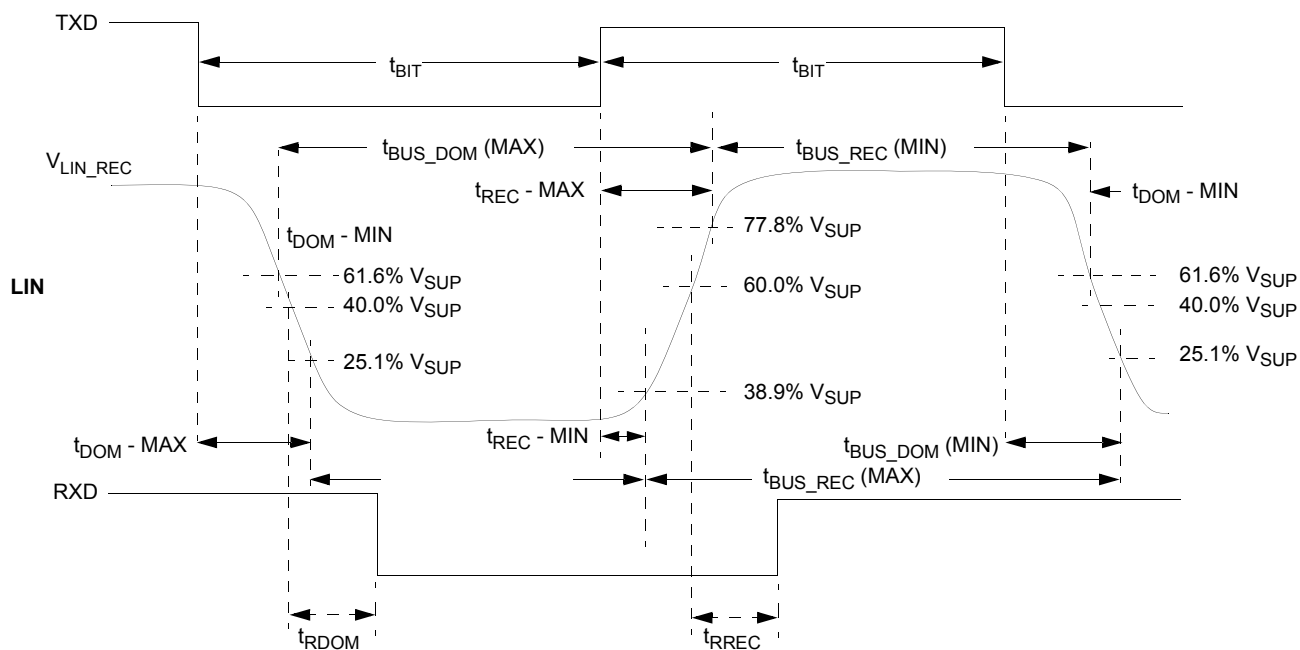 TXD
tBIT
tBIT
tBUS_DOM (MAX)
tBUS_REC (MIN)
VLIN_REC
tREC - MAX
tDOM - MIN
77.8% VSUP
tDOM - MIN
LIN
61.6% VSUP
60.0% VSUP
61.6% VSUP
40.0% VSUP
40.0% VSUP
25.1% VSUP
25.1% VSUP
38.9% VSUP
tDOM - MAX
tREC - MIN
tBUS_DOM (MIN)
tBUS_REC (MAX)
RXD
tRDOM
tRREC